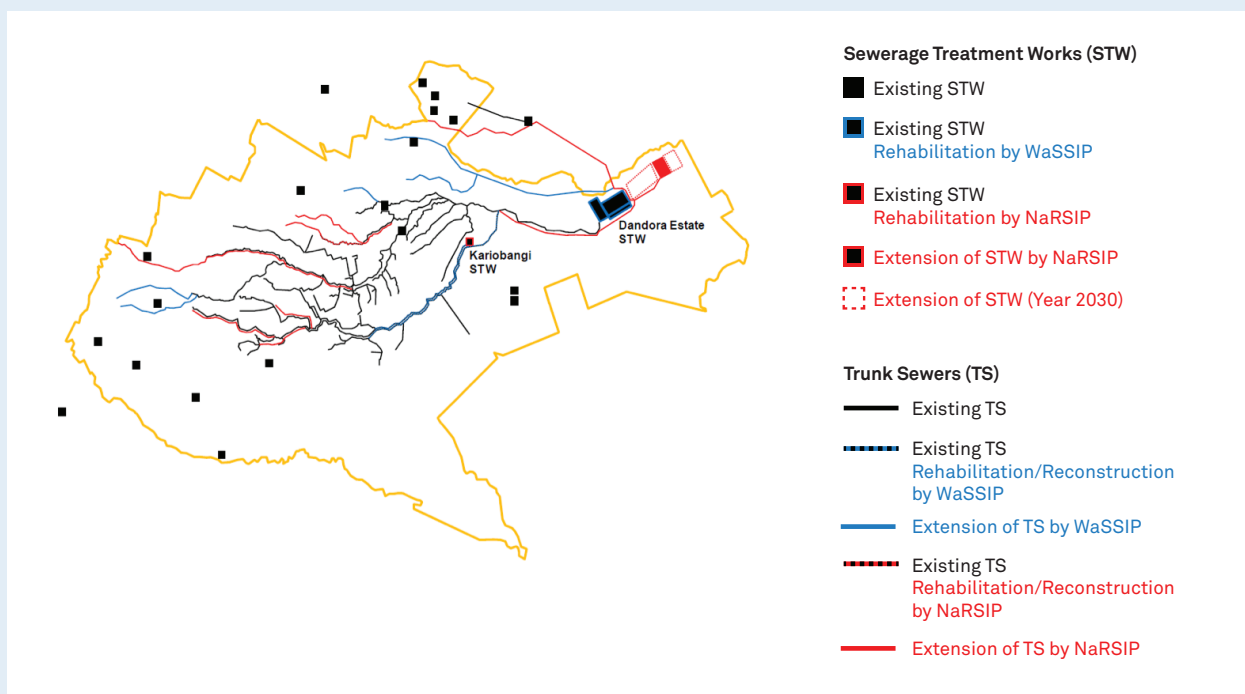 Dandora Estate
STW
Kariobangi
STW
Sewerage Treatment Works (STW)
Existing STW
Existing STW
Rehabilitation by WaSSIP
Existing STW
Rehabilitation by NaRSIP
Extension of STW by NaRSIP
Extension of STW (Year 2030)
Trunk Sewers (TS)
Existing TS
Existing TS
Rehabilitation/Reconstruction
by WaSSIP
Extension of TS by WaSSIP
Existing TS
Rehabilitation/Reconstruction
by NaRSIP
Extension of TS by NaRSIP